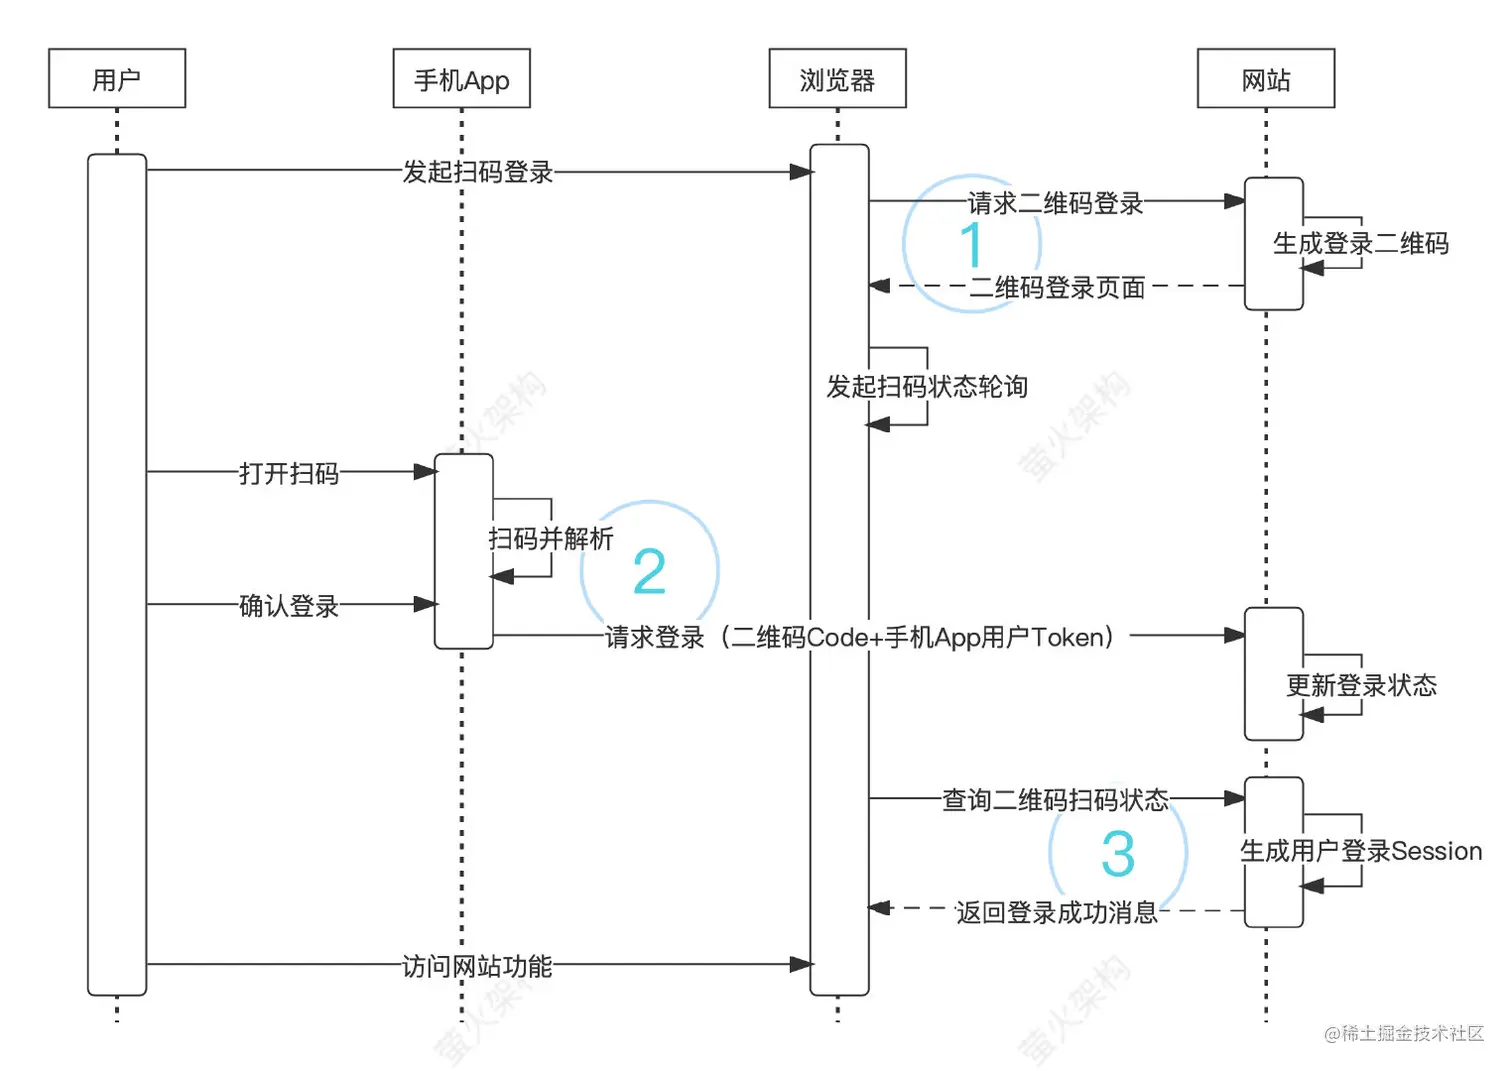 用户
手机App
浏览器
网站
发起扫码登录
请求二维码登录
1
生成登录二维码
二维码登录页面
发起扫码状态轮询
萤火架构
萤火架构
打开扫码
扫码并解析
2
确认登录
请求登录（二维码Code+手机App用户Token）
更新登录状态
查询二维码扫码状态
3
生成用户登录Session
返回登录成功消息
访问网站功能
萤火架构
萤火架构
@稀土掘金技术社区